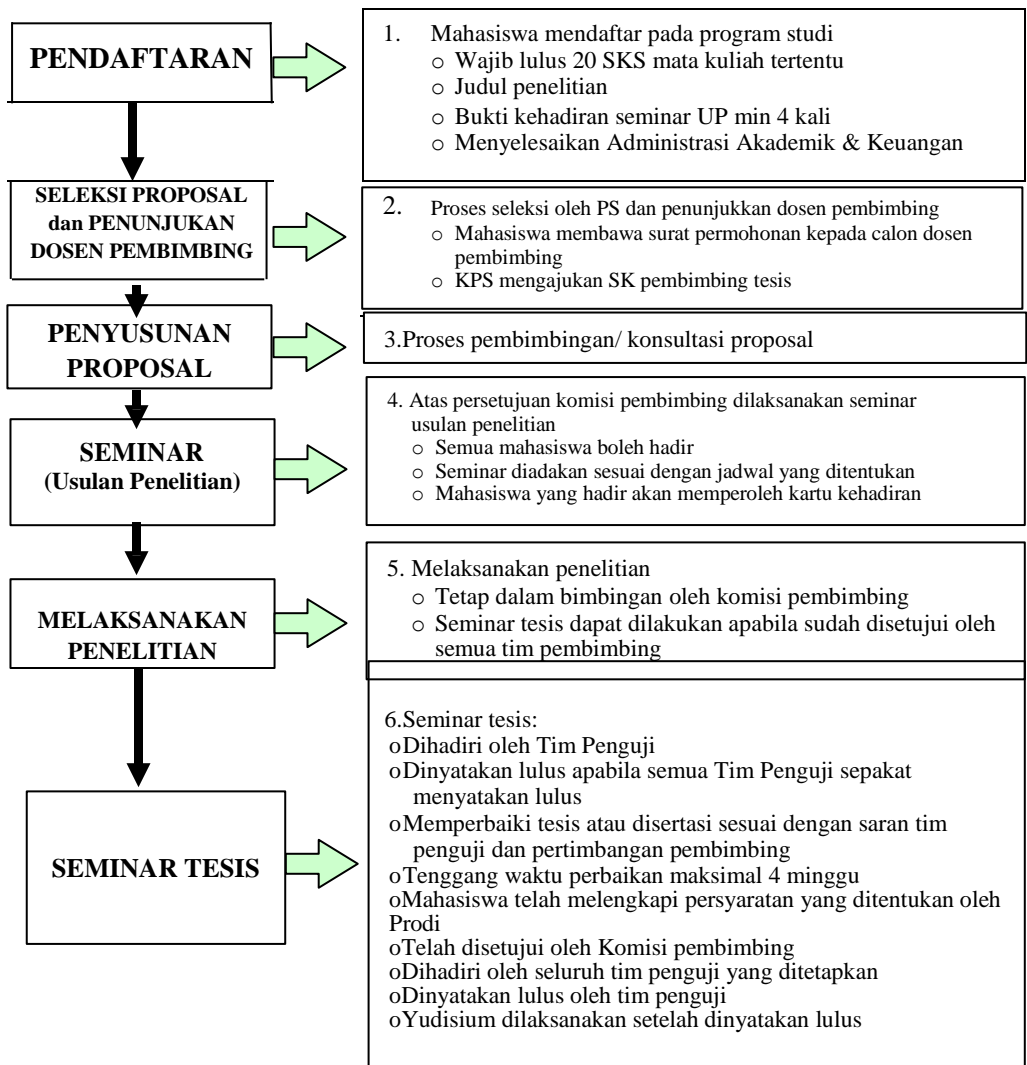 PENDAFTARAN
1. Mahasiswa mendaftar pada program studi
o Wajib lulus 20 SKS mata kuliah tertentu
o Judul penelitian
o Bukti kehadiran seminar UP min 4 kali
o Menyelesaikan Administrasi Akademik & Keuangan
SELEKSI PROPOSAL
dan PENUNJUKAN
DOSEN PEMBIMBING
2. Proses seleksi oleh PS dan penunjukkan dosen pembimbing
o Mahasiswa membawa surat permohonan kepada calon dosen
pembimbing
o KPS mengajukan SK pembimbing tesis
PENYUSUNAN
PROPOSAL
3.Proses pembimbingan/ konsultasi proposal
SEMINAR
(Usulan Penelitian)
4. Atas persetujuan komisi pembimbing dilaksanakan seminar
usulan penelitian
o Semua mahasiswa boleh hadir
o Seminar diadakan sesuai dengan jadwal yang ditentukan
o Mahasiswa yang hadir akan memperoleh kartu kehadiran
MELAKSANAKAN
PENELITIAN
5. Melaksanakan penelitian
o Tetap dalam bimbingan oleh komisi pembimbing
o Seminar tesis dapat dilakukan apabila sudah disetujui oleh
semua tim pembimbing
SEMINAR TESIS
6.Seminar tesis:
oDihadiri oleh Tim Penguji
oDinyatakan lulus apabila semua Tim Penguji sepakat
menyatakan lulus
oMemperbaiki tesis atau disertasi sesuai dengan saran tim
penguji dan pertimbangan pembimbing
oTenggang waktu perbaikan maksimal 4 minggu
oMahasiswa telah melengkapi persyaratan yang ditentukan oleh
Prodi
oTelah disetujui oleh Komisi pembimbing
oDihadiri oleh seluruh tim penguji yang ditetapkan
oDinyatakan lulus oleh tim penguji
oYudisium dilaksanakan setelah dinyatakan lulus